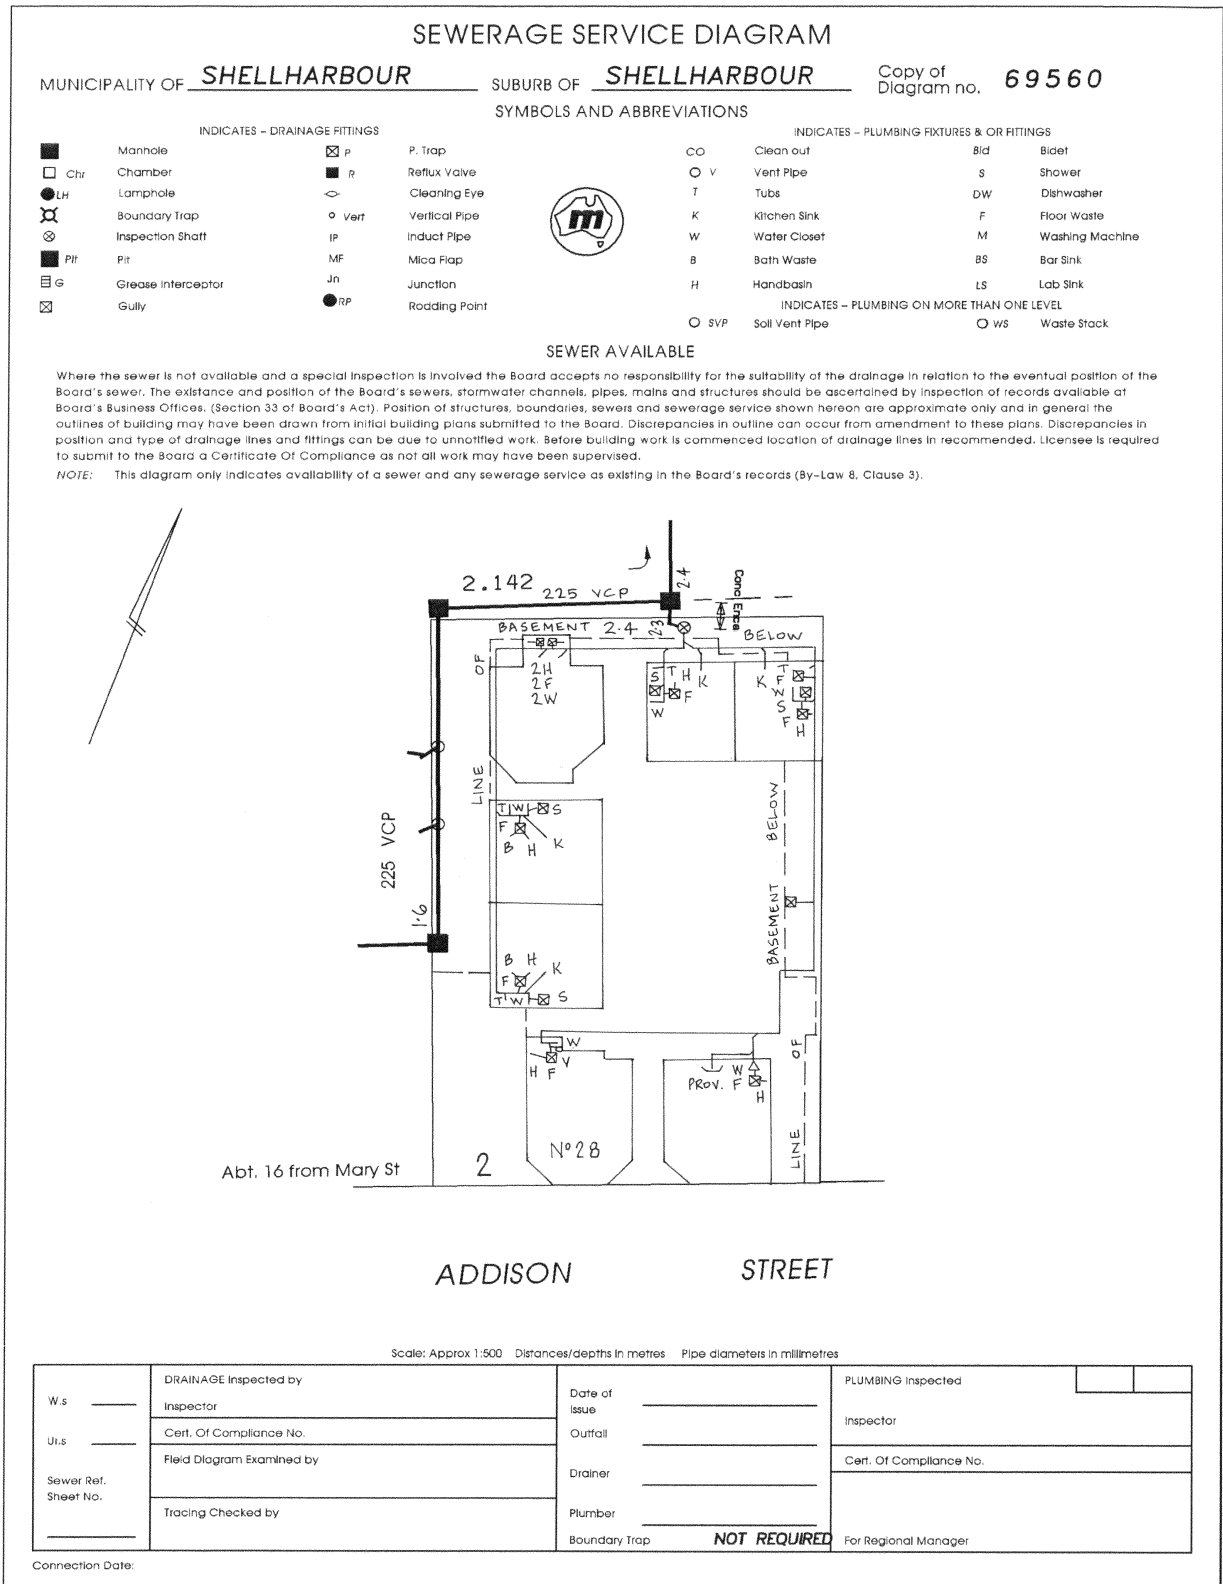 SEWERAGE SERVICE DIAGRAM
MUNICIPALITY OF SHELLHARBOUR SUBURB OF SHELLHARBOUR Copy of Diagram no. 69560
SYMBOLS AND ABBREVIATIONS
INDICATES – DRAINAGE FITTINGS
Manhole
Chr Chamber
LH Lamphole
Boundary Trap
Inspection Shaft
Pit Pit
G Grease Interceptor
Gully
P P. Trap
R Reflux Valve
Cleaning Eye
Vert Vertical Pipe
IP Induct Pipe
MF Mica Flap
Jn Junction
RP Rodding Point
m
INDICATES – PLUMBING FIXTURES & OR FITTINGS
CO Clean out
V Vent Pipe
T Tubs
K Kitchen Sink
W Water Closet
B Bath Waste
H Handbasin
Bid Bidet
S Shower
DW Dishwasher
F Floor Waste
M Washing Machine
BS Bar Sink
LS Lab Sink
INDICATES – PLUMBING ON MORE THAN ONE LEVEL
SVP Soil Vent Pipe
WS Waste Stack
SEWER AVAILABLE
Where the sewer is not available and a special inspection is involved the Board accepts no responsibility for the suitability of the drainage in relation to the eventual position of the
Board's sewer. The existance and position of the Board's sewers, stormwater channels, pipes, mains and structures should be ascertained by inspection of records available at
Board's Business Offices. (Section 33 of Board's Act). Position of structures, boundaries, sewers and sewerage service shown hereon are approximate only and in general the
outlines of building may have been drawn from initial building plans submitted to the Board. Discrepancies in outline can occur from amendment to these plans. Discrepancies in
position and type of drainage lines and fittings can be due to unnotified work. Before building work is commenced location of drainage lines in recommended. Licensee is required
to submit to the Board a Certificate Of Compliance as not all work may have been supervised.
NOTE: This diagram only indicates availability of a sewer and any sewerage service as existing in the Board's records (By-Law 8, Clause 3).
2.142
225 VCP
2.4
Conc Enca
BASEMENT 2.4
2.3
BELOW
OF
2H
2F
2W
S T H K
F
W
K T
F
W
S
F
H
LINE
T W S
F
B H K
BASEMENT BELOW
225 VCP
1.6
B H K
F
T W S
W
V
H F
PROV.
W
F
H
OF
LINE
Nº 28
Abt. 16 from Mary St
2
ADDISON STREET
Scale: Approx 1:500 Distances/depths in metres Pipe diameters in millimetres
W.s
Ur.s
Sewer Ref.
Sheet No.
DRAINAGE Inspected by
Inspector
Cert. Of Compliance No.
Field Diagram Examined by
Tracing Checked by
Date of
Issue
Outfall
Drainer
Plumber
Boundary Trap NOT REQUIRED
PLUMBING Inspected
Inspector
Cert. Of Compliance No.
For Regional Manager
Connection Date: